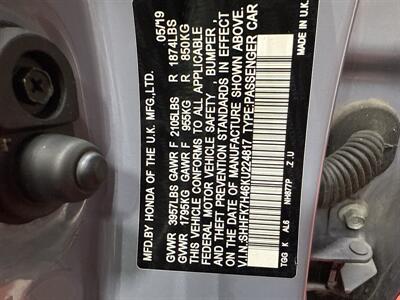 MFD.BY HONDA OF THE U.K. MFG.,LTD. 05/19
GVWR 3957LBS GAWR F 2105LBS R 1874LBS
GVWR 1795KG GAWR F 955KG R 850KG
THIS VEHICLE CONFORMS TO ALL APPLICABLE
FEDERAL MOTOR VEHICLE SAFETY, BUMPER,
AND THEFT PREVENTION STANDARDS IN EFFECT
ON THE DATE OF MANUFACTURE SHOWN ABOVE.
V.I.N.:SHHFK7H46KU224817 TYPE:PASSENGER CAR
TGG K AL6 NH877P Z.U
MADE IN U.K.